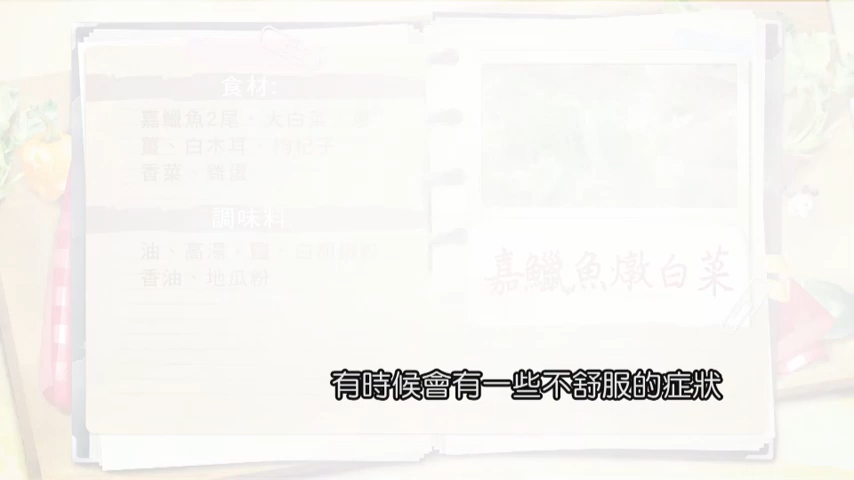 食材:
嘉鱲魚2尾、大白菜
薑、白木耳、枸杞子
香菜、雞蛋
調味料
油、高湯、鹽、白胡椒粉
香油、地瓜粉
嘉鱲魚燉白菜
有時候會有一些不舒服的症狀